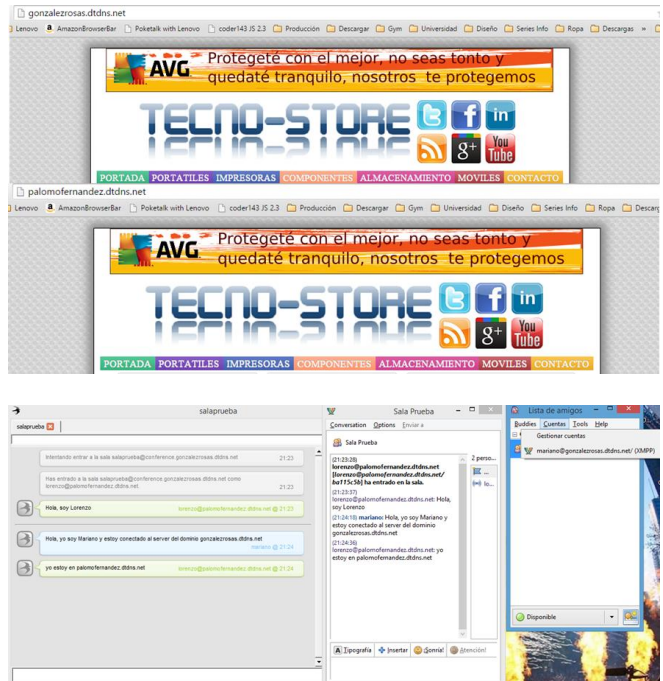 gonzalezrosas.dtdns.net
Lenovo AmazonBrowserBar Poketalk with Lenovo coder143 JS 2.3 Producción Descargar Gym Universidad Diseño Series Info Ropa Descargas »
AVG
Protegeté con el mejor, no seas tonto y
quedaté tranquilo, nosotros te protegemos
TECNO-STORE
in
g+
You
Tube
PORTADA PORTATILES IMPRESORAS COMPONENTES ALMACENAMIENTO MOVILES CONTACTO
palomofernandez.dtdns.net
Lenovo AmazonBrowserBar Poketalk with Lenovo coder143 JS 2.3 Producción Descargar Gym Universidad Diseño Series Info Ropa Descarg
AVG
Protegeté con el mejor, no seas tonto y
quedaté tranquilo, nosotros te protegemos
TECNO-STORE
in
g+
You
Tube
PORTADA PORTATILES IMPRESORAS COMPONENTES ALMACENAMIENTO MOVILES CONTACTO
salaprueba
salaprueba
Intentando entrar a la sala salaprueba@conference.gonzalezrosas.dtdns.net 21:23
Has entrado a la sala salaprueba@conference.gonzalezrosas.dtdns.net como
lorenzo@palomofernandez.dtdns.net. 21:23
Hola, soy Lorenzo lorenzo@palomofernandez.dtdns.net @ 21:23
Hola, yo soy Mariano y estoy conectado al server del dominio gonzalezrosas.dtdns.net
mariano @ 21:24
yo estoy en palomofernandez.dtdns.net lorenzo@palomofernandez.dtdns.net @ 21:24
Sala Prueba
Conversation Options Enviar a
Sala Prueba
(21:23:28)
lorenzo@palomofernandez.dtdns.net
[lorenzo@palomofernandez.dtdns.net/
ba115c5b] ha entrado en la sala.
(21:23:37)
lorenzo@palomofernandez.dtdns.net: Hola,
soy Lorenzo
(21:24:18) mariano: Hola, yo soy Mariano y
estoy conectado al server del dominio
gonzalezrosas.dtdns.net
(21:24:36)
lorenzo@palomofernandez.dtdns.net: yo
estoy en palomofernandez.dtdns.net
2 perso...
...
lo...
A Tipografía Insertar ¡Sonría! ¡Atención!
Lista de amigos
Buddies Cuentas Tools Help
Gestionar cuentas
mariano@gonzalezrosas.dtdns.net/ (XMPP)
Disponible